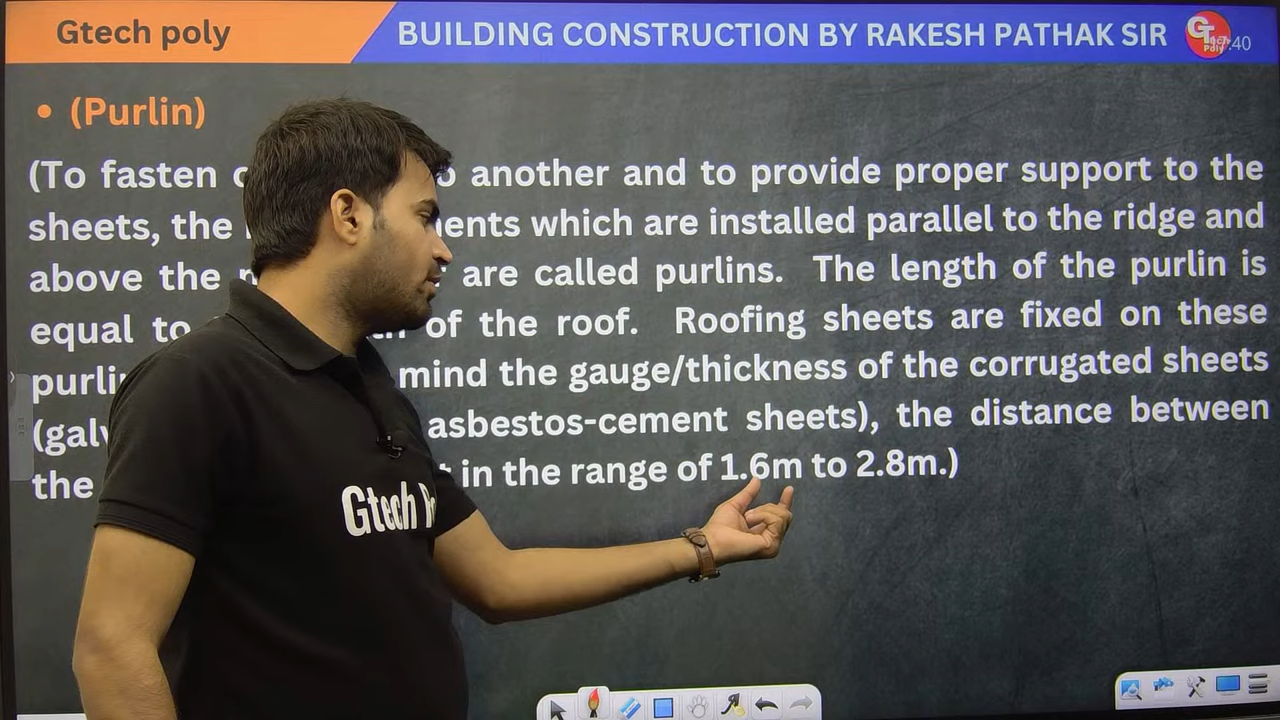 Gtech poly
BUILDING CONSTRUCTION BY RAKESH PATHAK SIR
GT
Poly
:40
• (Purlin)
(To fasten another and to provide proper support to the
sheets, the which are installed parallel to the ridge and
above the are called purlins. The length of the purlin is
equal to of the roof. Roofing sheets are fixed on these
mind the gauge/thickness of the corrugated sheets
asbestos-cement sheets), the distance between
the in the range of 1.6m to 2.8m.)
Gtech